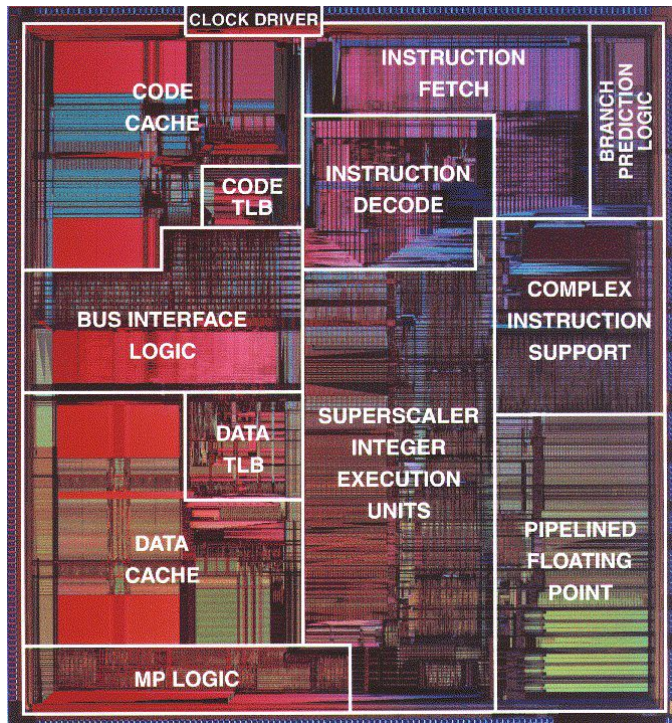 CLOCK DRIVER
CODE
CACHE
INSTRUCTION
FETCH
BRANCH
PREDICTION
LOGIC
CODE
TLB
INSTRUCTION
DECODE
BUS INTERFACE
LOGIC
COMPLEX
INSTRUCTION
SUPPORT
DATA
TLB
SUPERSCALER
INTEGER
EXECUTION
UNITS
DATA
CACHE
PIPELINED
FLOATING
POINT
MP LOGIC